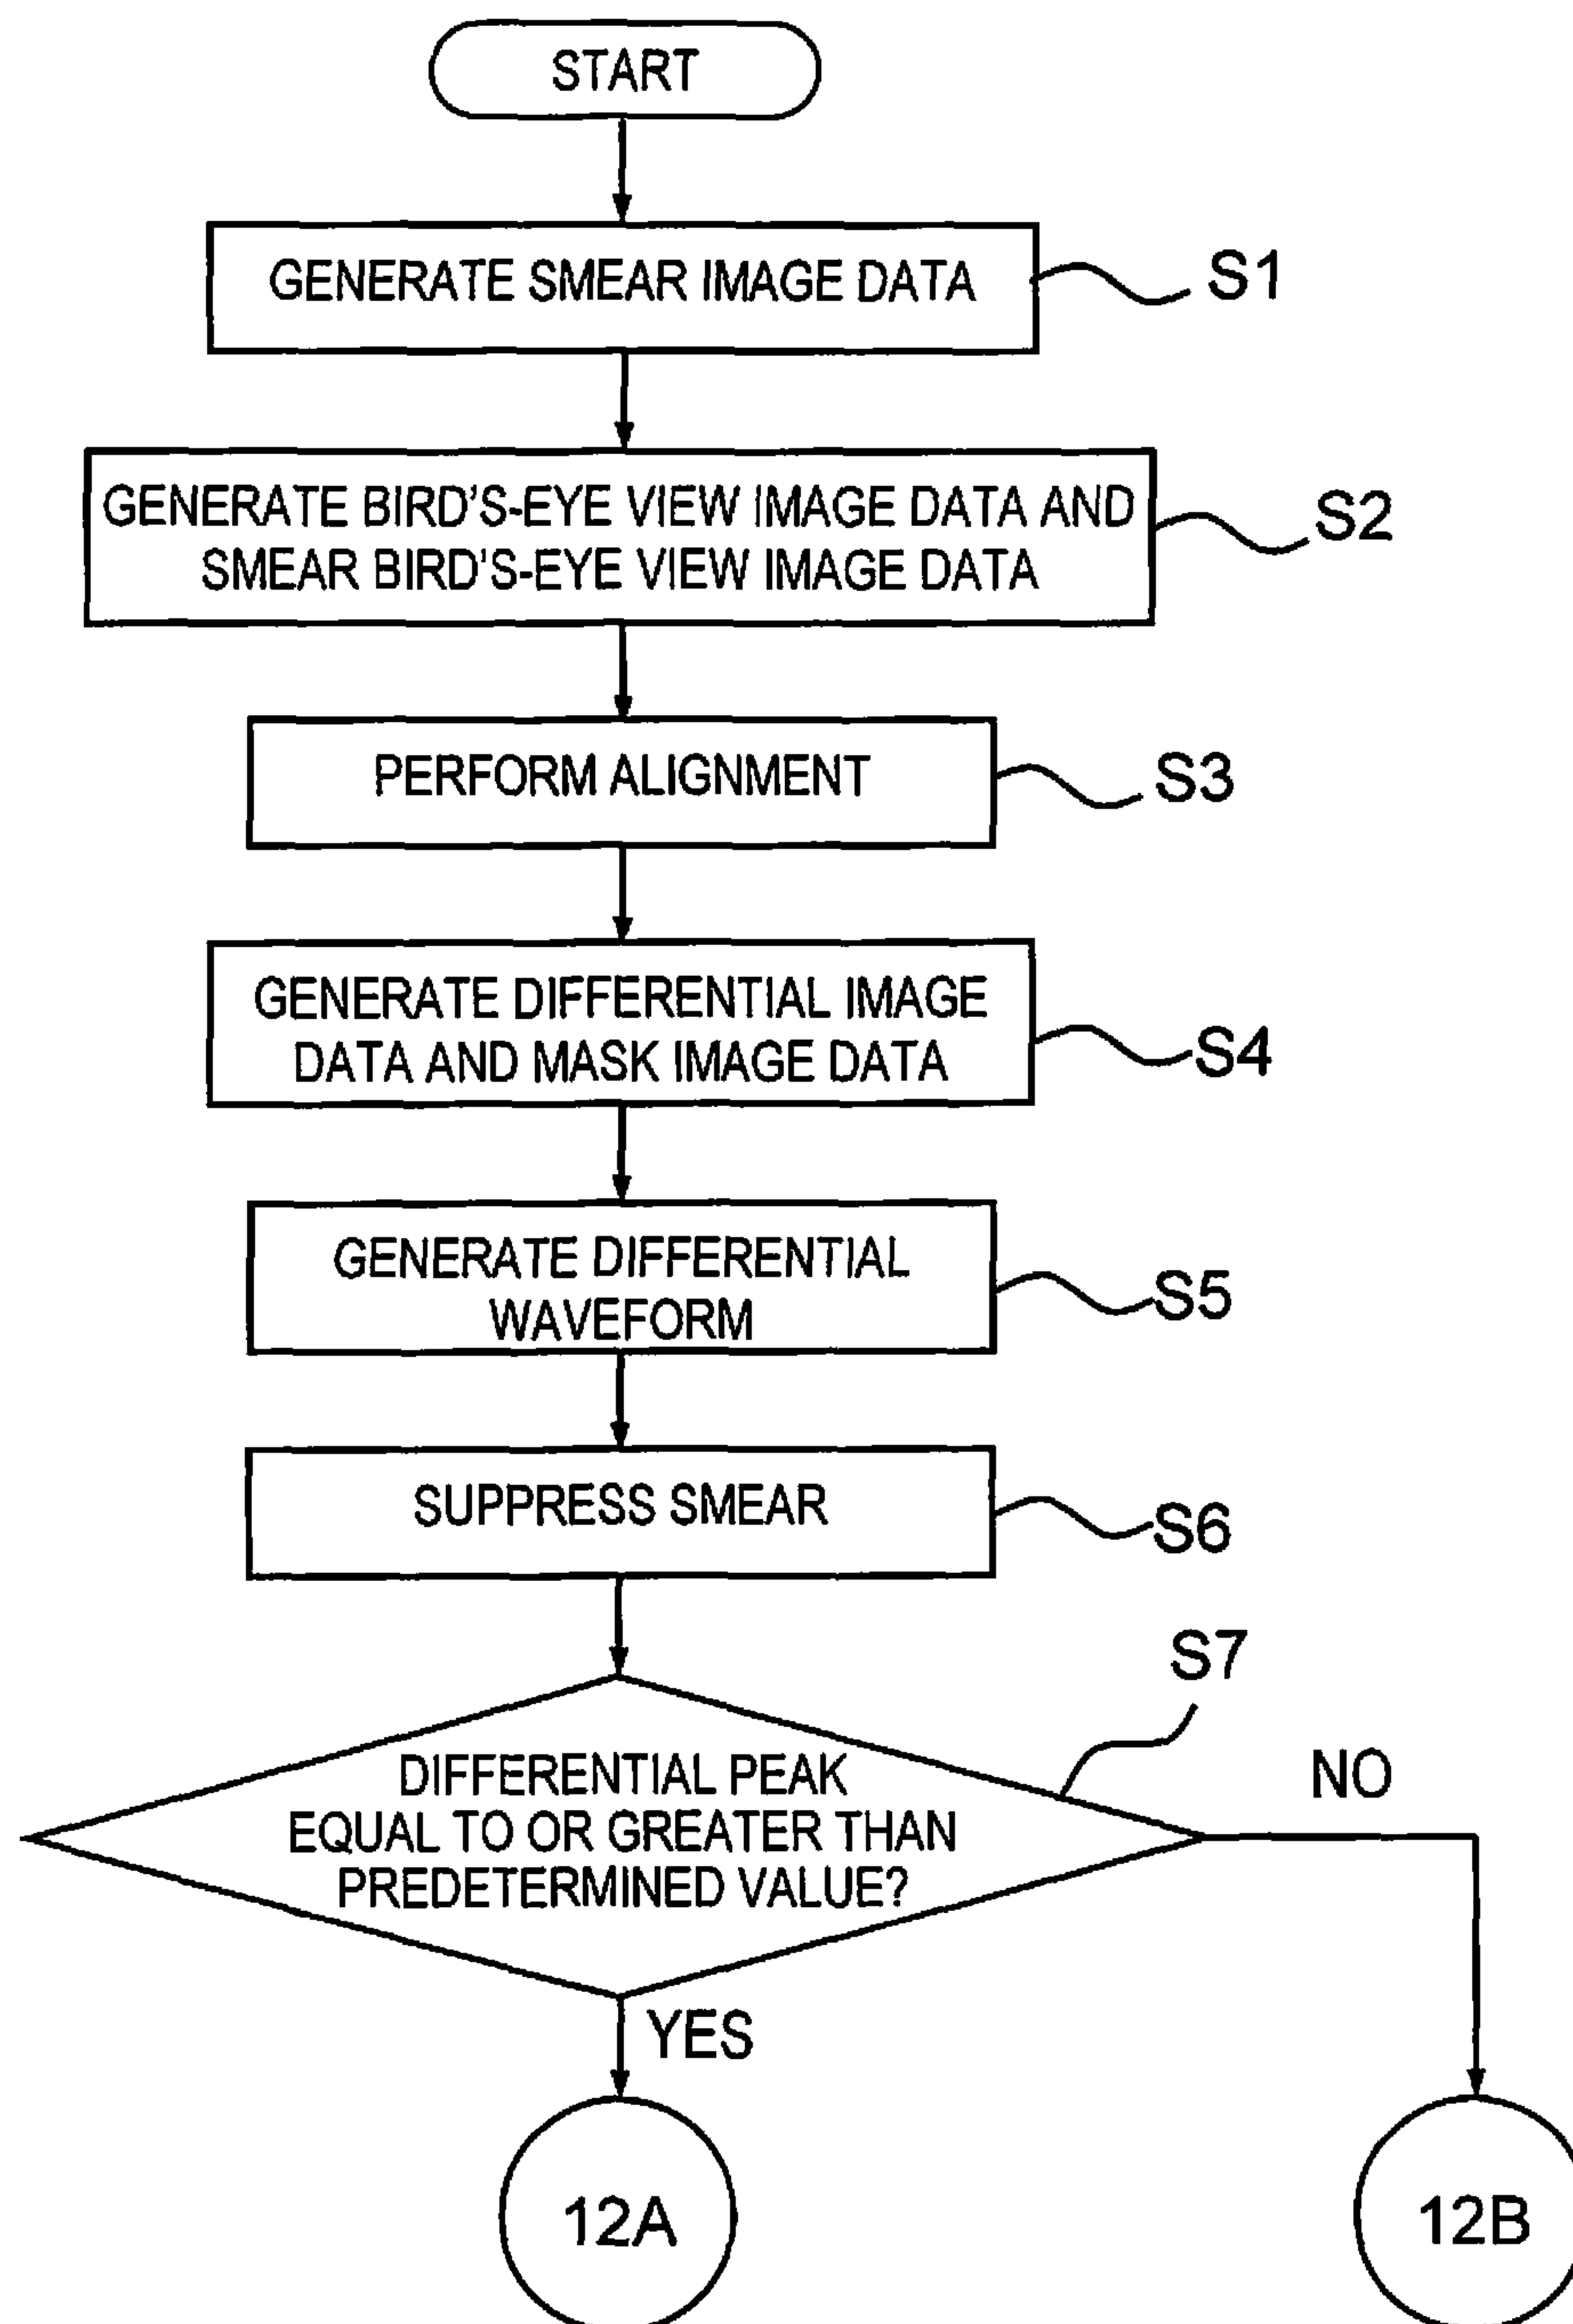 START
GENERATE SMEAR IMAGE DATA
S1
GENERATE BIRD'S-EYE VIEW IMAGE DATA AND
SMEAR BIRD'S-EYE VIEW IMAGE DATA
S2
PERFORM ALIGNMENT
S3
GENERATE DIFFERENTIAL IMAGE
DATA AND MASK IMAGE DATA
S4
GENERATE DIFFERENTIAL
WAVEFORM
S5
SUPPRESS SMEAR
S6
S7
DIFFERENTIAL PEAK
EQUAL TO OR GREATER THAN
PREDETERMINED VALUE?
NO
YES
12A
12B